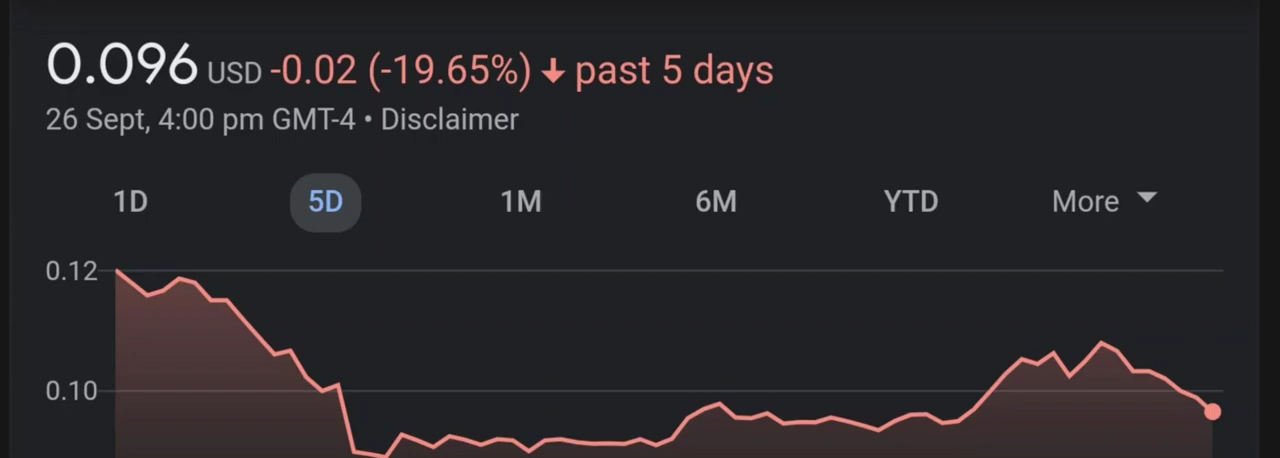 0.096 USD -0.02 (-19.65%) ↓ past 5 days
26 Sept, 4:00 pm GMT-4 • Disclaimer
1D 5D 1M 6M YTD More
0.12
0.10